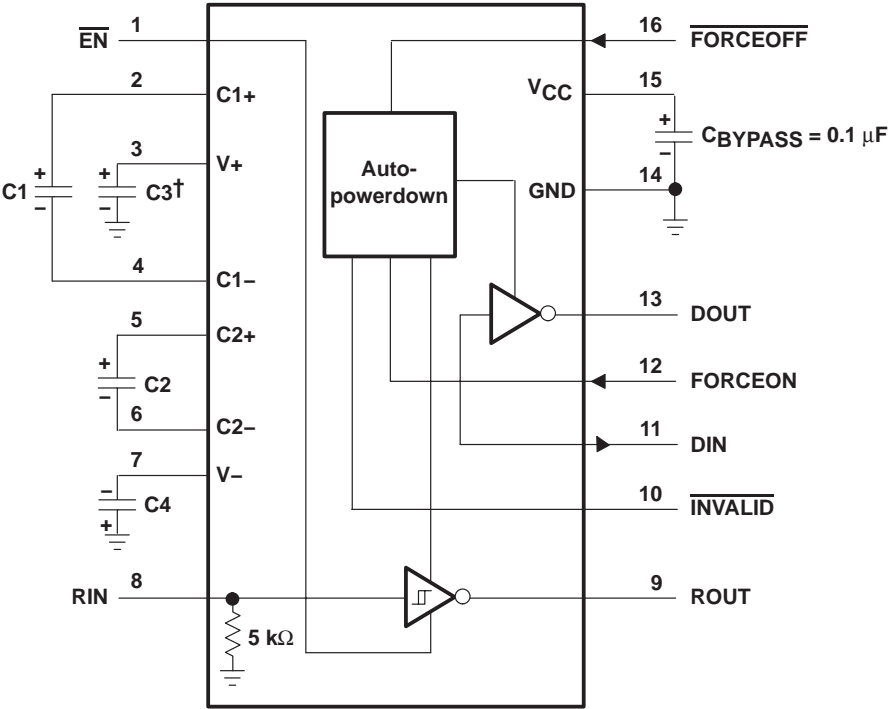 EN 1
2
C1+
3
V+
C1
+
−
+
−
C3†
4
C1−
5
C2+
+
−
C2
6
C2−
7
V−
−
+
C4
RIN 8
5 kΩ
Auto-
powerdown
16 FORCEOFF
VCC 15
+
−
CBYPASS = 0.1 μF
GND 14
13 DOUT
12 FORCEON
11 DIN
10 INVALID
9 ROUT